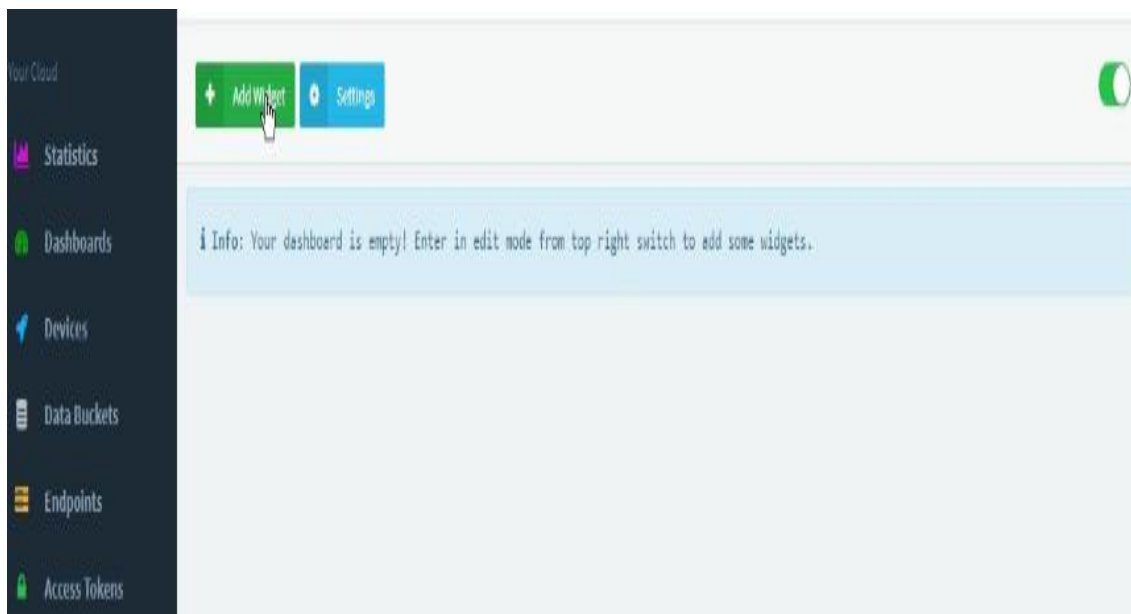 Your Cloud
Add Widget
Settings
Statistics
Dashboards
i Info: Your dashboard is empty! Enter in edit mode from top right switch to add some widgets.
Devices
Data Buckets
Endpoints
Access Tokens